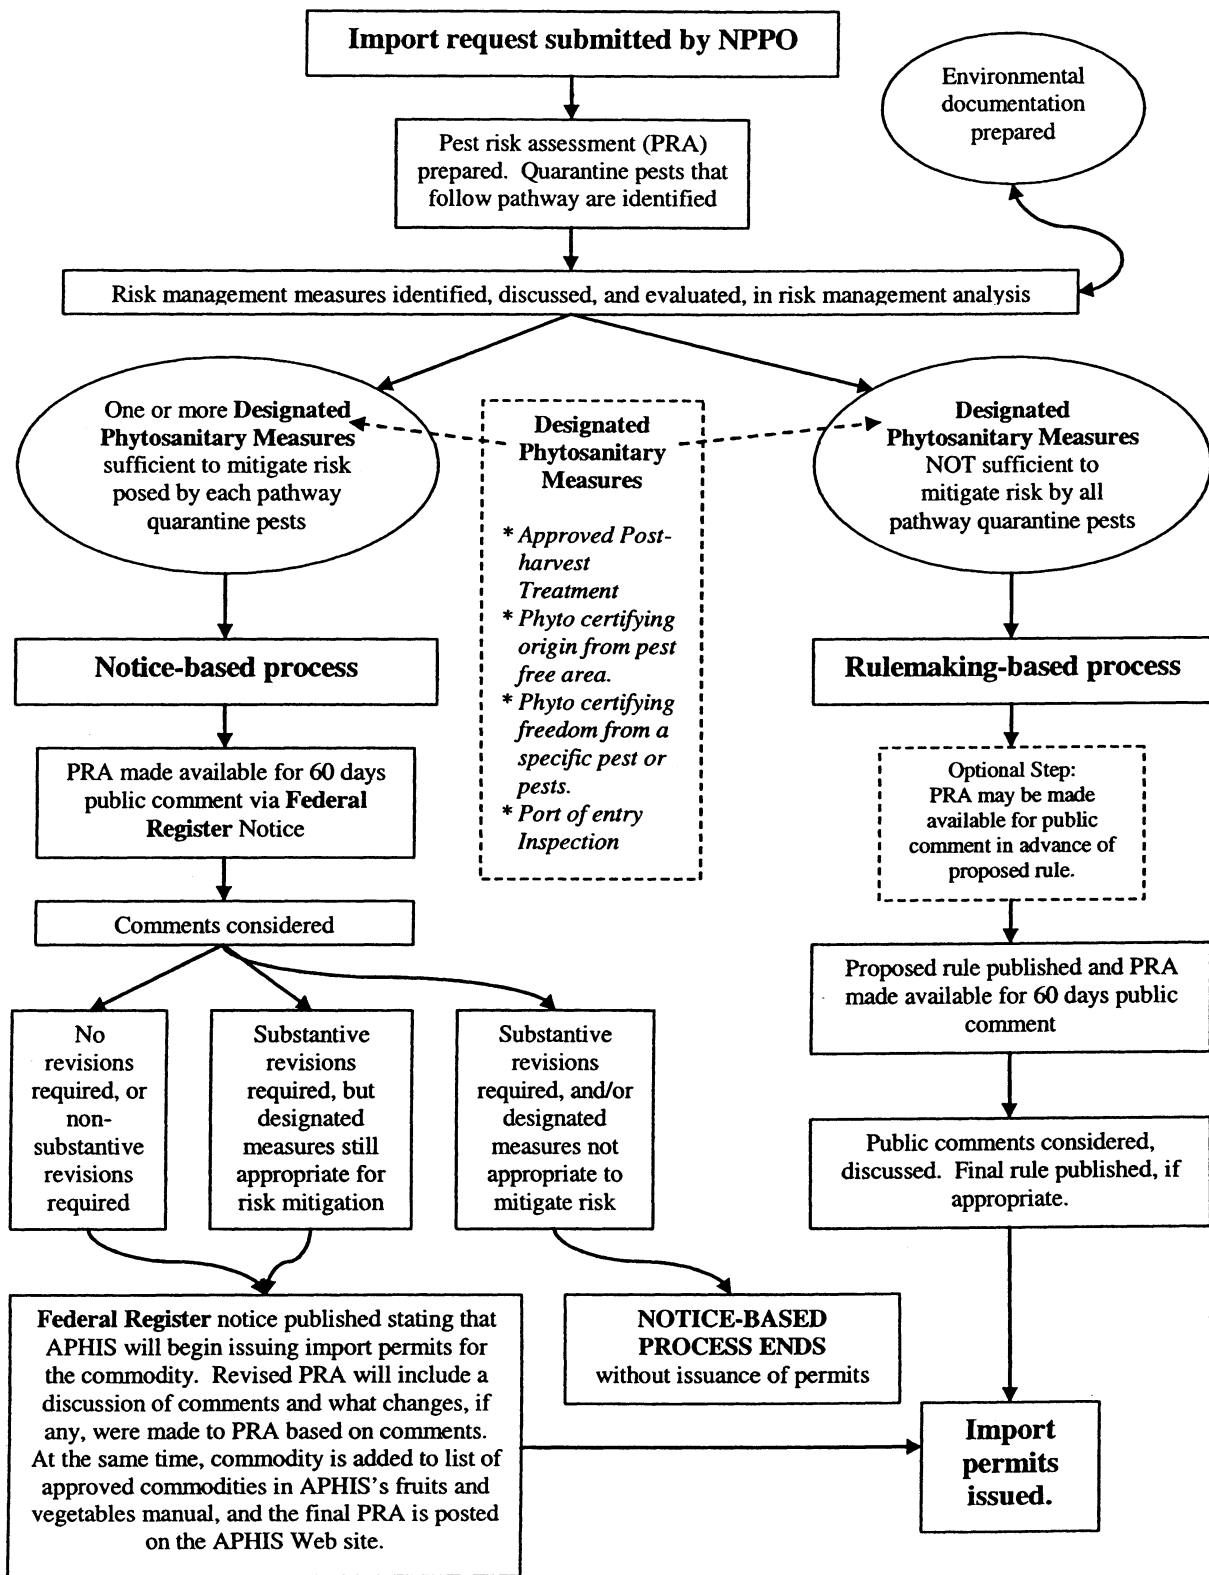 Import request submitted by NPPO
Environmental
documentation
prepared
Pest risk assessment (PRA)
prepared. Quarantine pests that
follow pathway are identified
Risk management measures identified, discussed, and evaluated, in risk management analysis
One or more Designated
Phytosanitary Measures
sufficient to mitigate risk
posed by each pathway
quarantine pests
Designated
Phytosanitary
Measures
* Approved Post-
harvest
Treatment
* Phyto certifying
origin from pest
free area.
* Phyto certifying
freedom from a
specific pest or
pests.
* Port of entry
Inspection
Designated
Phytosanitary Measures
NOT sufficient to
mitigate risk by all
pathway quarantine pests
Notice-based process
Rulemaking-based process
PRA made available for 60 days
public comment via Federal
Register Notice
Optional Step:
PRA may be made
available for public
comment in advance of
proposed rule.
Comments considered
Proposed rule published and PRA
made available for 60 days public
comment
No
revisions
required, or
non-
substantive
revisions
required
Substantive
revisions
required, but
designated
measures still
appropriate for
risk mitigation
Substantive
revisions
required, and/or
designated
measures not
appropriate to
mitigate risk
Public comments considered,
discussed. Final rule published, if
appropriate.
Federal Register notice published stating that
APHIS will begin issuing import permits for
the commodity. Revised PRA will include a
discussion of comments and what changes, if
any, were made to PRA based on comments.
At the same time, commodity is added to list of
approved commodities in APHIS's fruits and
vegetables manual, and the final PRA is posted
on the APHIS Web site.
NOTICE-BASED
PROCESS ENDS
without issuance of permits
Import
permits
issued.